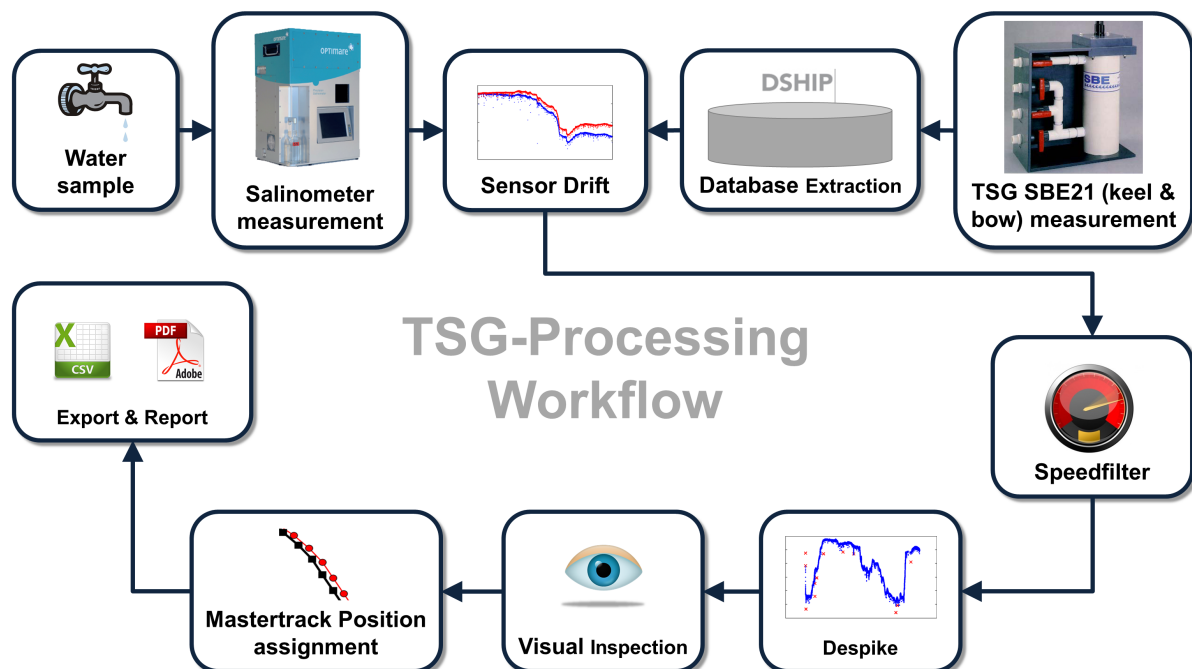 Water
sample
OPTIMARE
Salinometer
measurement
Sensor Drift
DSHIP
Database Extraction
SBE
TSG SBE21 (keel &
bow) measurement
TSG-Processing
Workflow
X
CSV
PDF
Adobe
Export & Report
Speedfilter
Mastertrack Position
assignment
Visual Inspection
Despike